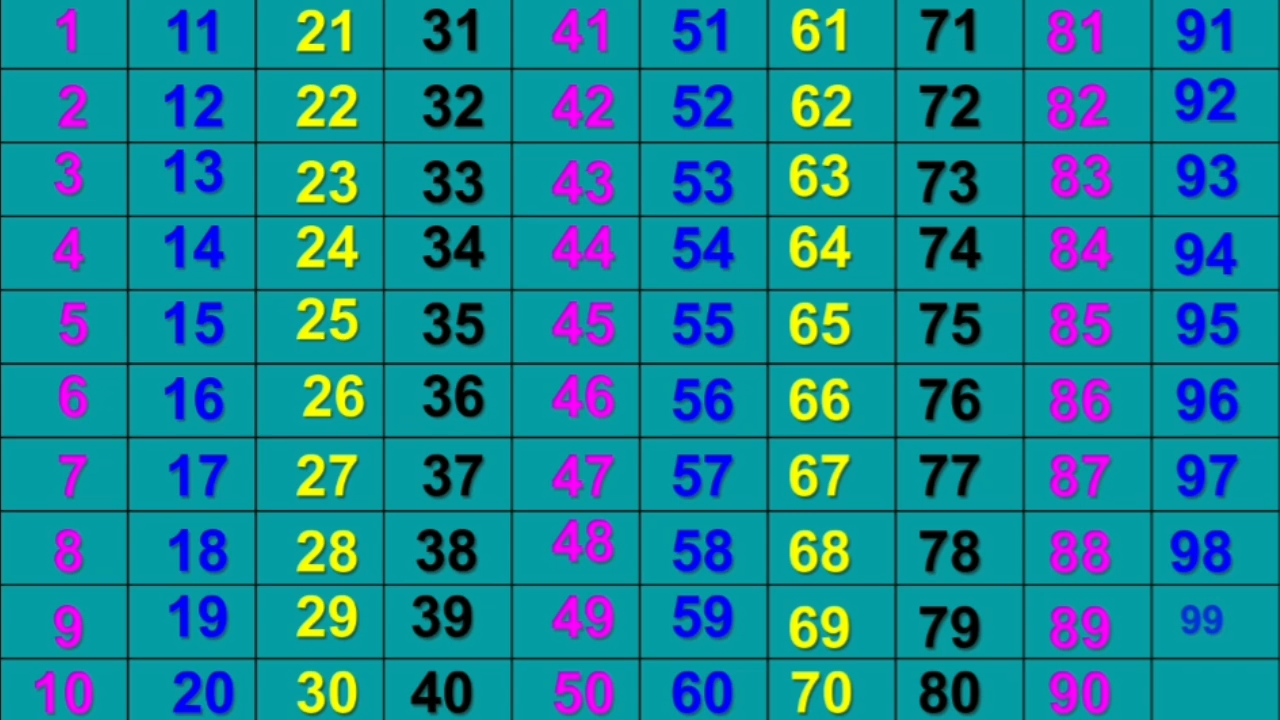 1 11 21 31 41 51 61 71 81 91
2 12 22 32 42 52 62 72 82 92
3 13 23 33 43 53 63 73 83 93
4 14 24 34 44 54 64 74 84 94
5 15 25 35 45 55 65 75 85 95
6 16 26 36 46 56 66 76 86 96
7 17 27 37 47 57 67 77 87 97
8 18 28 38 48 58 68 78 88 98
9 19 29 39 49 59 69 79 89 99
10 20 30 40 50 60 70 80 90